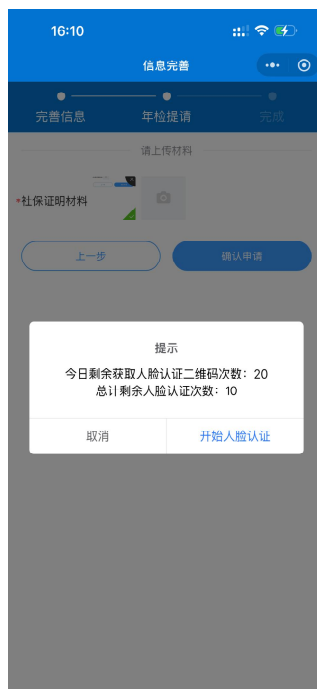 16:10
信息完善
完善信息
年检提请
完成
请上传材料
*社保证明材料
上一步
确认申请
提示
今日剩余获取人脸认证二维码次数：20
总计剩余人脸认证次数：10
取消
开始人脸认证